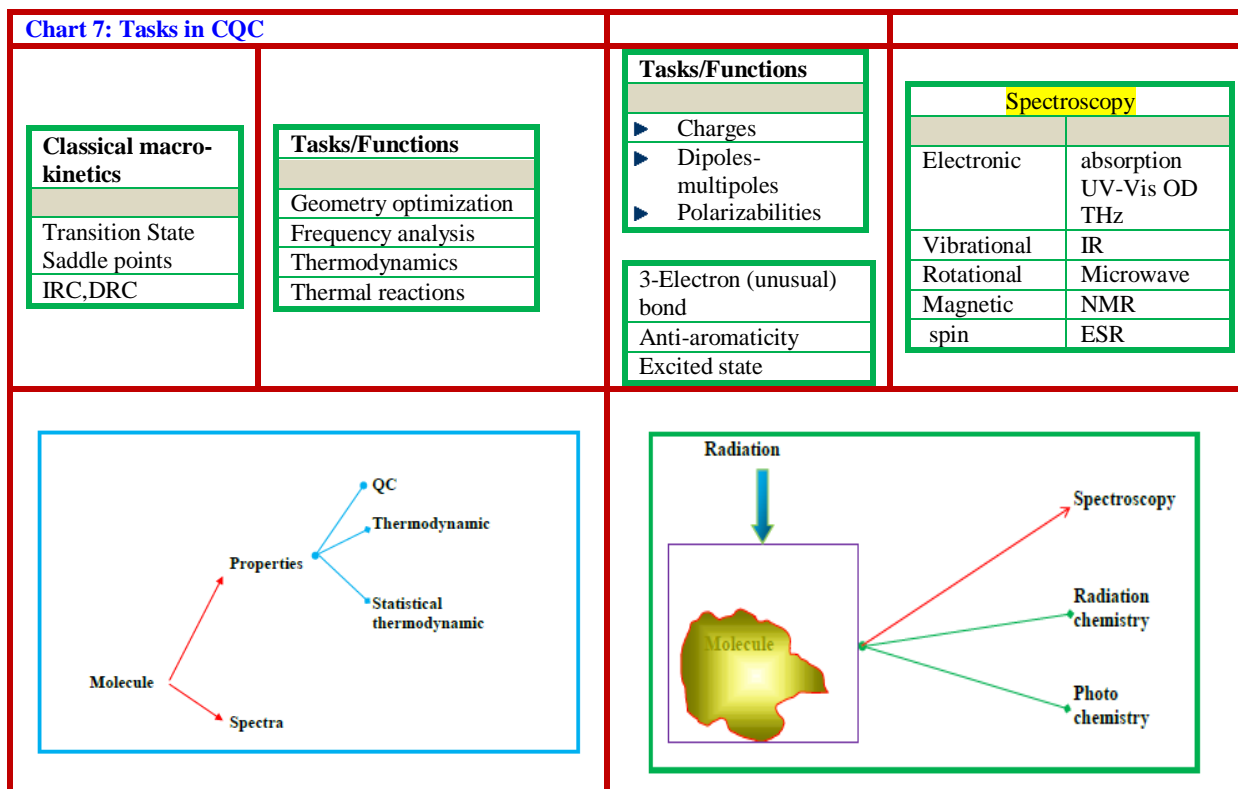 Chart 7: Tasks in CQC
Classical macro-
kinetics
Transition State
Saddle points
IRC,DRC
Tasks/Functions
Geometry optimization
Frequency analysis
Thermodynamics
Thermal reactions
Tasks/Functions
Charges
Dipoles-
multipoles
Polarizabilities
3-Electron (unusual)
bond
Anti-aromaticity
Excited state
Spectroscopy
Electronic absorption
UV-Vis OD
THz
Vibrational IR
Rotational Microwave
Magnetic NMR
spin ESR
QC
Thermodynamic
Properties
Statistical
thermodynamic
Molecule
Spectra
Radiation
Spectroscopy
Radiation
chemistry
Molecule
Photo
chemistry